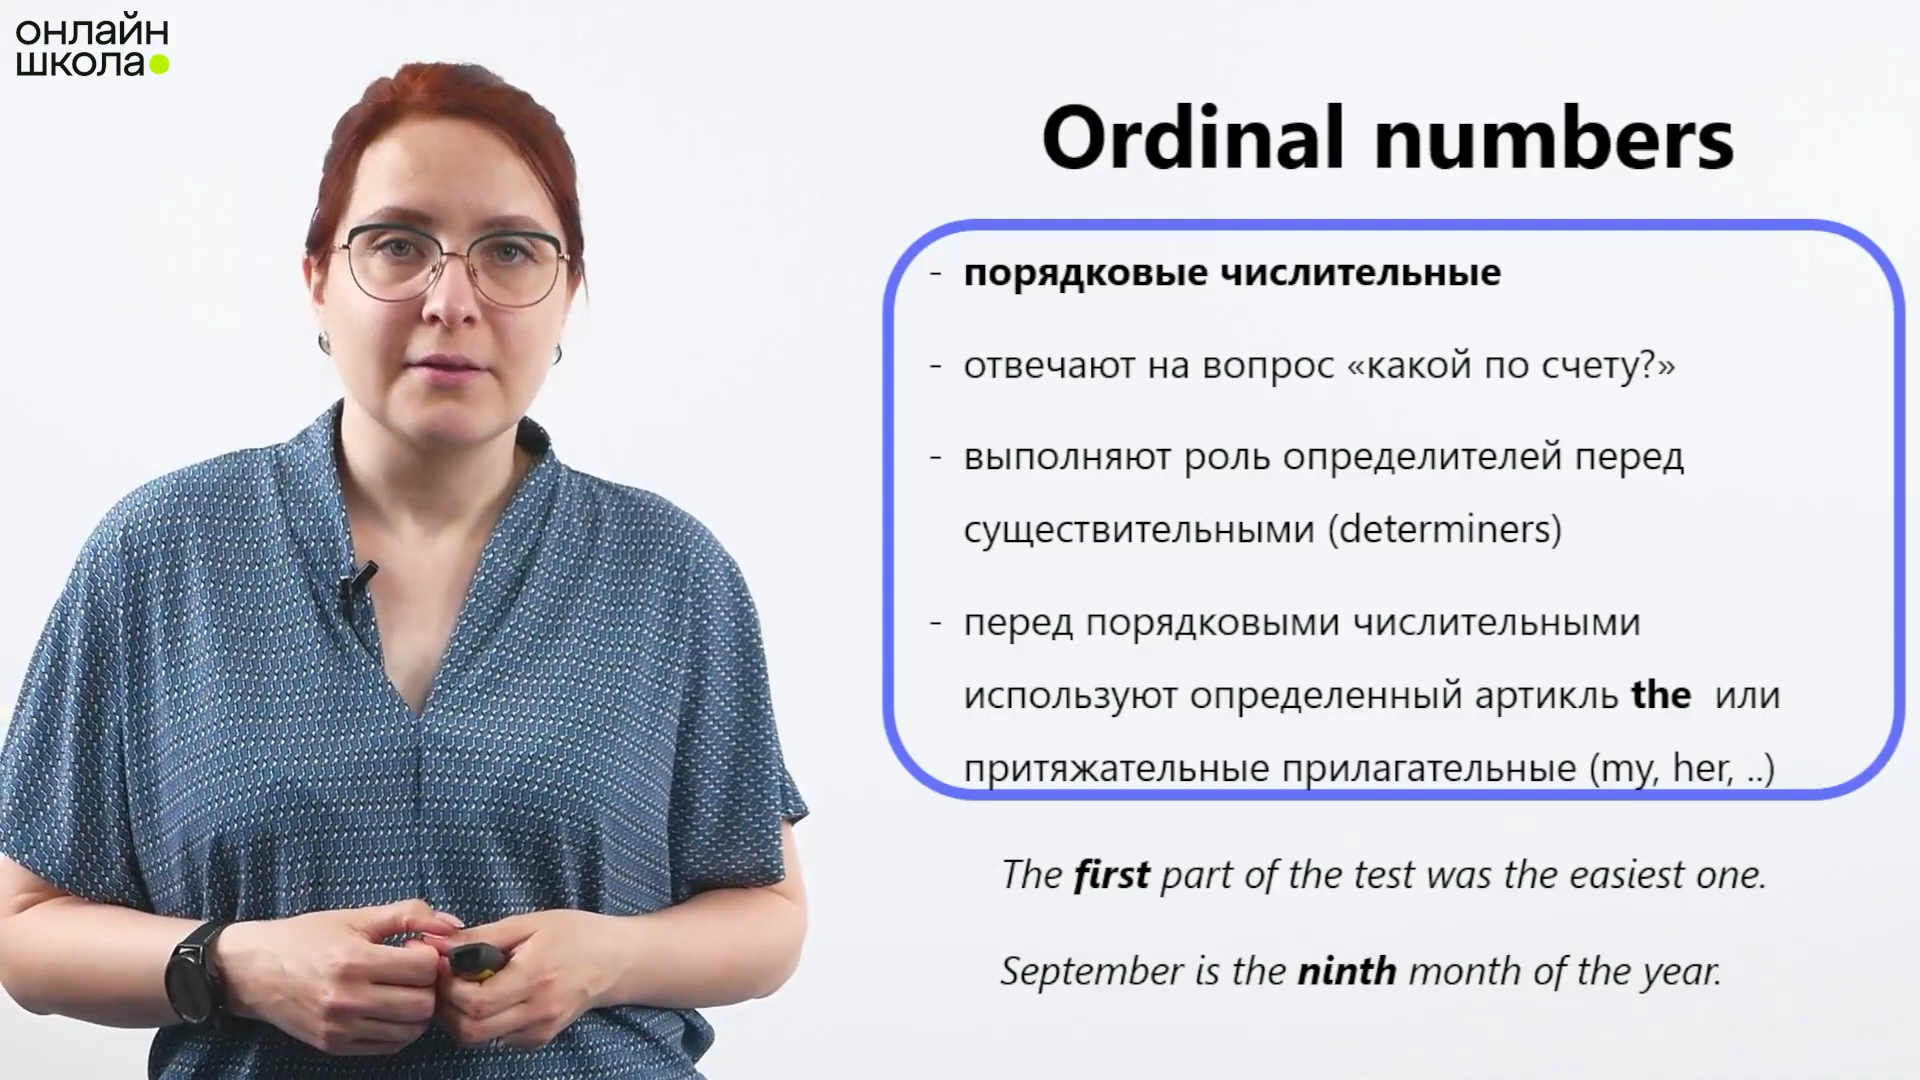 онлайн
школа
Ordinal numbers
- порядковые числительные
- отвечают на вопрос «какой по счету?»
- выполняют роль определителей перед
существительными (determiners)
- перед порядковыми числительными
используют определенный артикль the или
притяжательные прилагательные (my, her, ..)
The first part of the test was the easiest one.
September is the ninth month of the year.